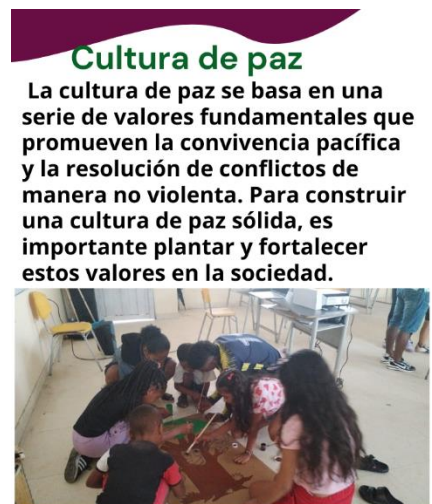 Cultura de paz
La cultura de paz se basa en una
serie de valores fundamentales que
promueven la convivencia pacífica
y la resolución de conflictos de
manera no violenta. Para construir
una cultura de paz sólida, es
importante plantar y fortalecer
estos valores en la sociedad.